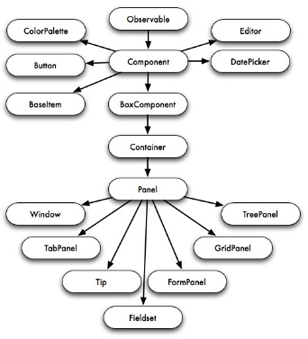 Observable
ColorPalette
Editor
Component
Button
DatePicker
BaseItem
BoxComponent
Container
Panel
Window
TreePanel
TabPanel
GridPanel
Tip
FormPanel
Fieldset